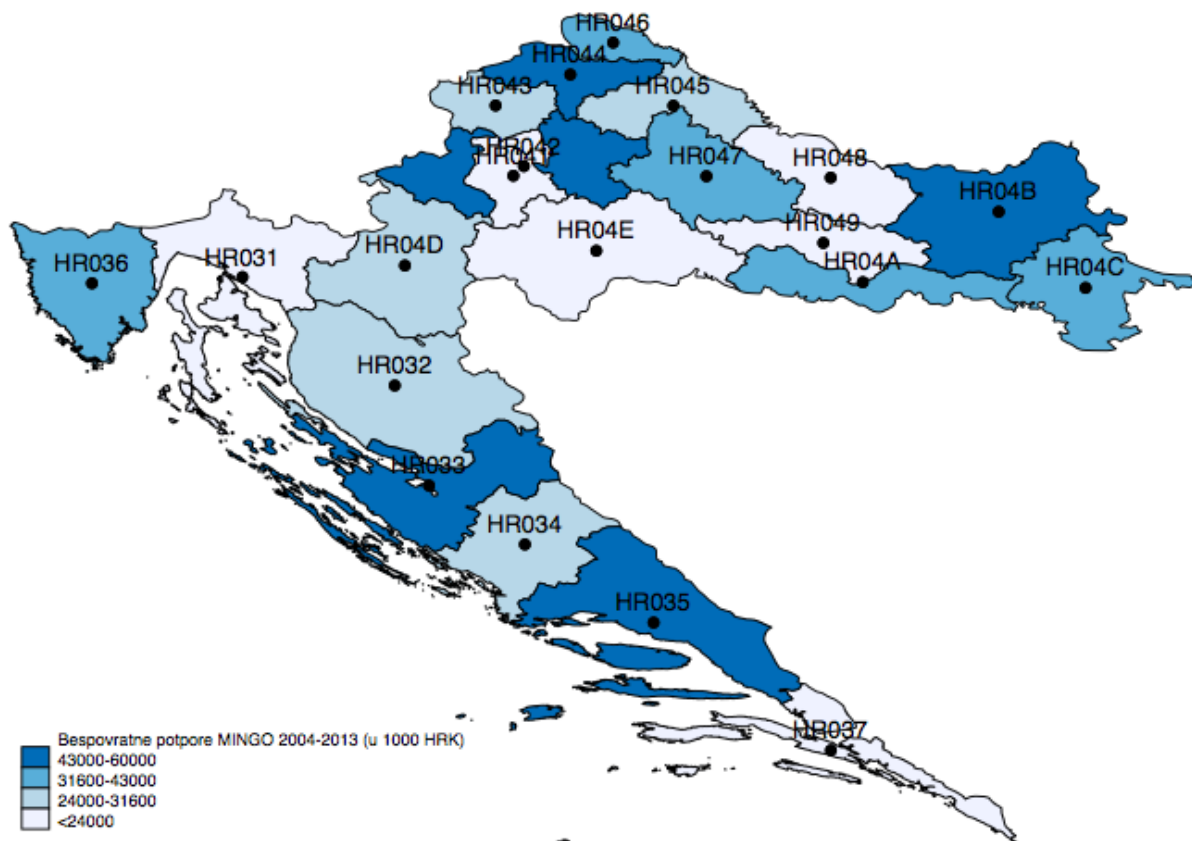 HR046
HR044
HR043
HR045
HR042
HR041
HR047
HR048
HR04B
HR049
HR04E
HR04D
HR031
HR036
HR04A
HR04C
HR032
HR033
HR034
HR035
HR037
Bespovratne potpore MINGO 2004-2013 (u 1000 HRK)
43000-60000
31600-43000
24000-31600
<24000